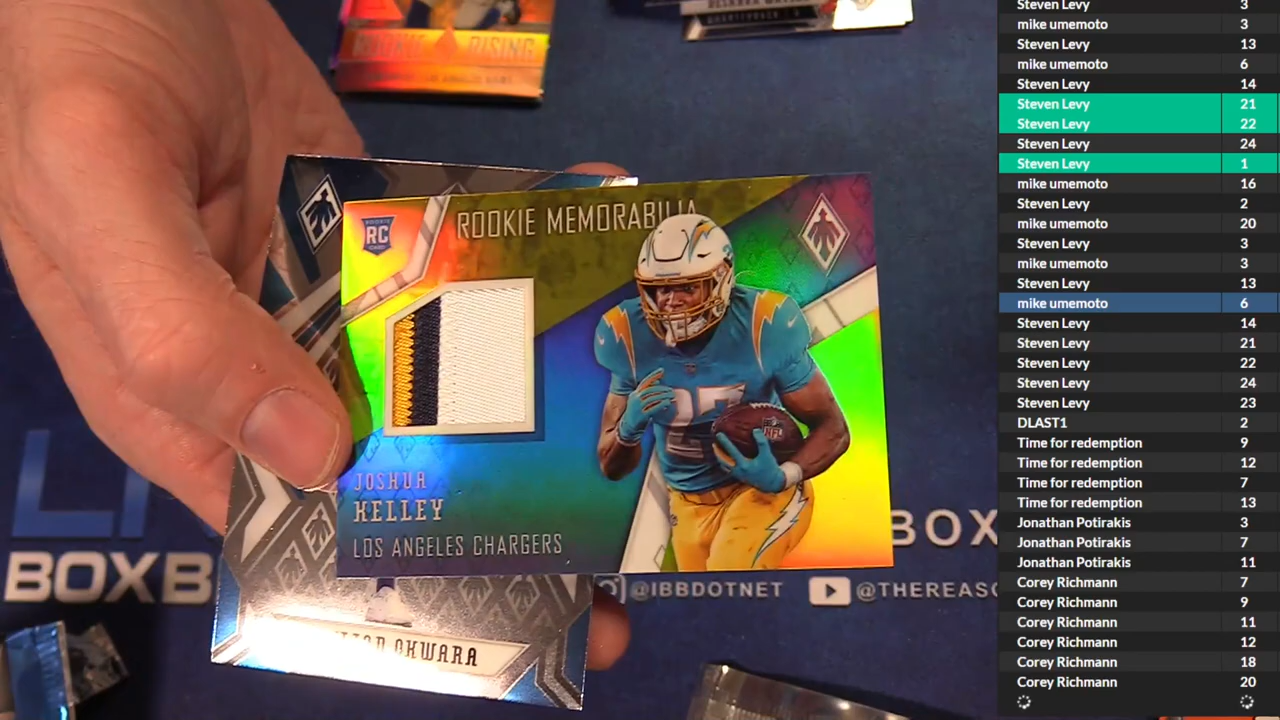 ROOKIE RISING
ROOKIE
RC
ROOKIE MEMORABILIA
27
NFL
JOSHUA
KELLEY
LOS ANGELES CHARGERS
OKWARA
BOXB
BOX
@IBBDOTNET
@THEREASO
Steven Levy 3
mike umemoto 3
Steven Levy 13
mike umemoto 6
Steven Levy 14
Steven Levy 21
Steven Levy 22
Steven Levy 24
Steven Levy 1
mike umemoto 16
Steven Levy 2
mike umemoto 20
Steven Levy 3
mike umemoto 3
Steven Levy 13
mike umemoto 6
Steven Levy 14
Steven Levy 21
Steven Levy 22
Steven Levy 24
Steven Levy 23
DLAST1 2
Time for redemption 9
Time for redemption 12
Time for redemption 7
Time for redemption 13
Jonathan Potirakis 3
Jonathan Potirakis 7
Jonathan Potirakis 11
Corey Richmann 7
Corey Richmann 9
Corey Richmann 11
Corey Richmann 12
Corey Richmann 18
Corey Richmann 20